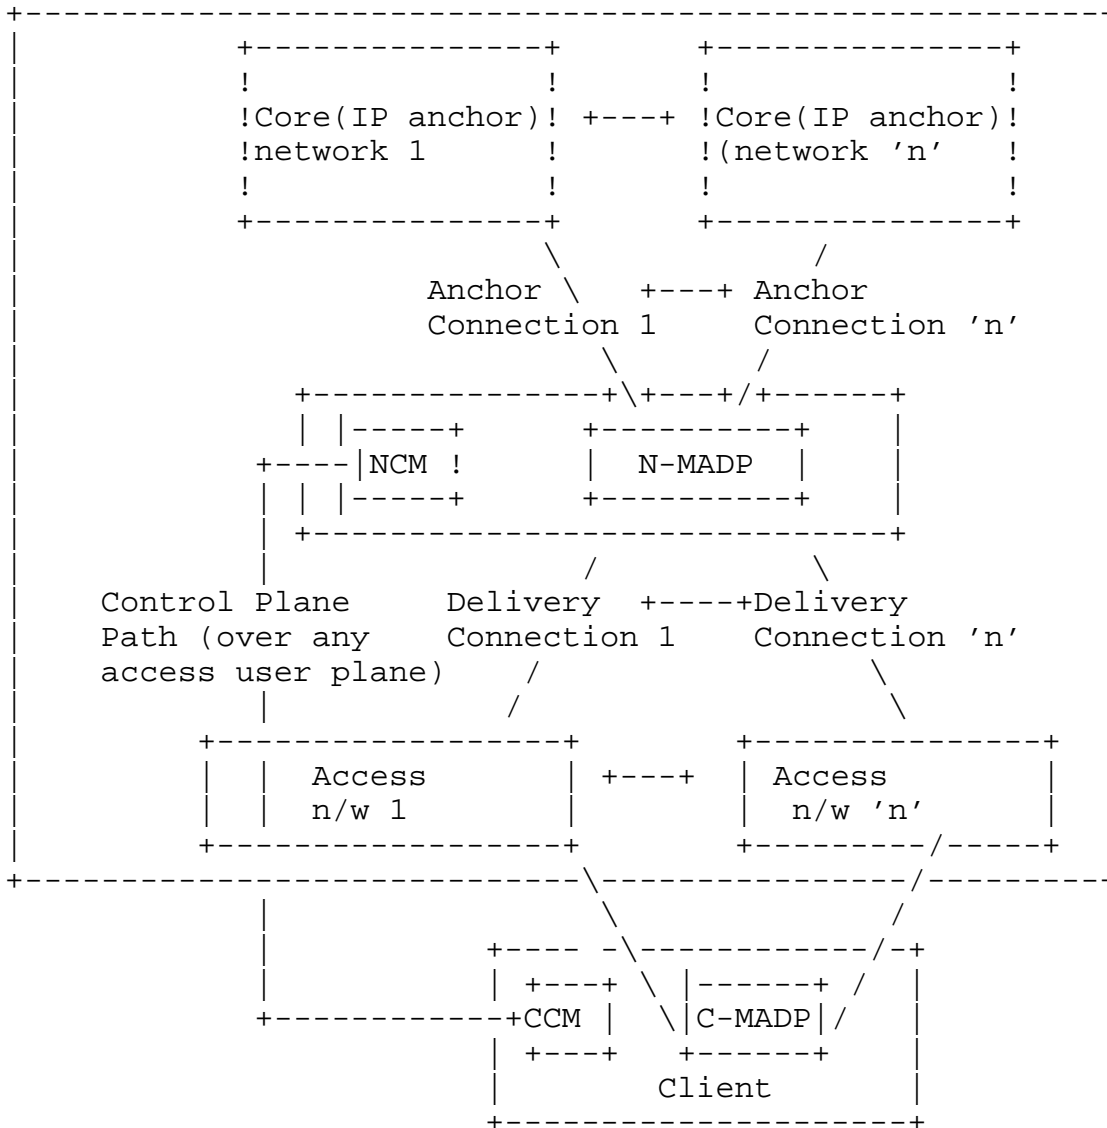 Core(IP anchor) Core(IP anchor)
network 1 (network 'n'
Anchor Anchor
Connection 1 Connection 'n'
NCM N-MADP
Control Plane Delivery Delivery
Path (over any Connection 1 Connection 'n'
access user plane)
Access Access
n/w 1 n/w 'n'
CCM C-MADP
Client